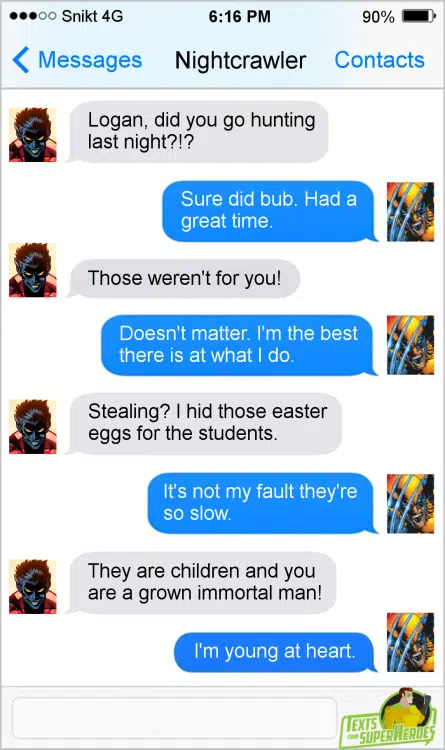 Snikt 4G 6:16 PM 90%
Messages Nightcrawler Contacts
Logan, did you go hunting
last night?!?
Sure did bub. Had a
great time.
Those weren't for you!
Doesn't matter. I'm the best
there is at what I do.
Stealing? I hid those easter
eggs for the students.
It's not my fault they're
so slow.
They are children and you
are a grown immortal man!
I'm young at heart.
TEXTS
FROM SUPERHEROES